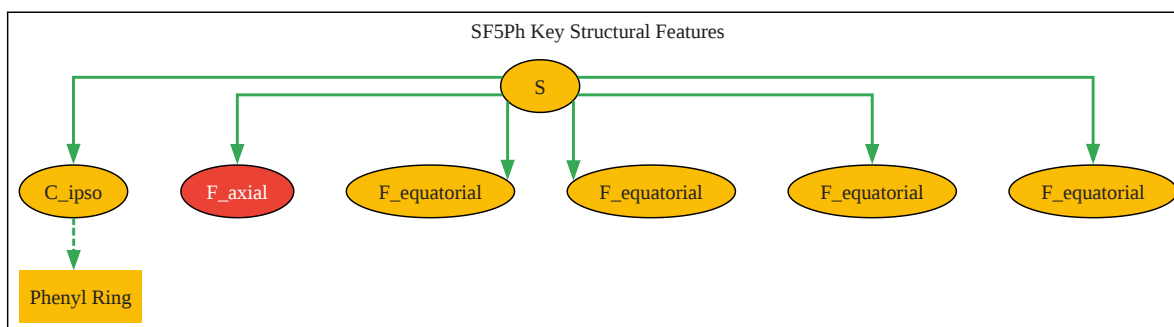 SF5Ph Key Structural Features
S
C_ipso
F_axial
F_equatorial
F_equatorial
F_equatorial
F_equatorial
Phenyl Ring